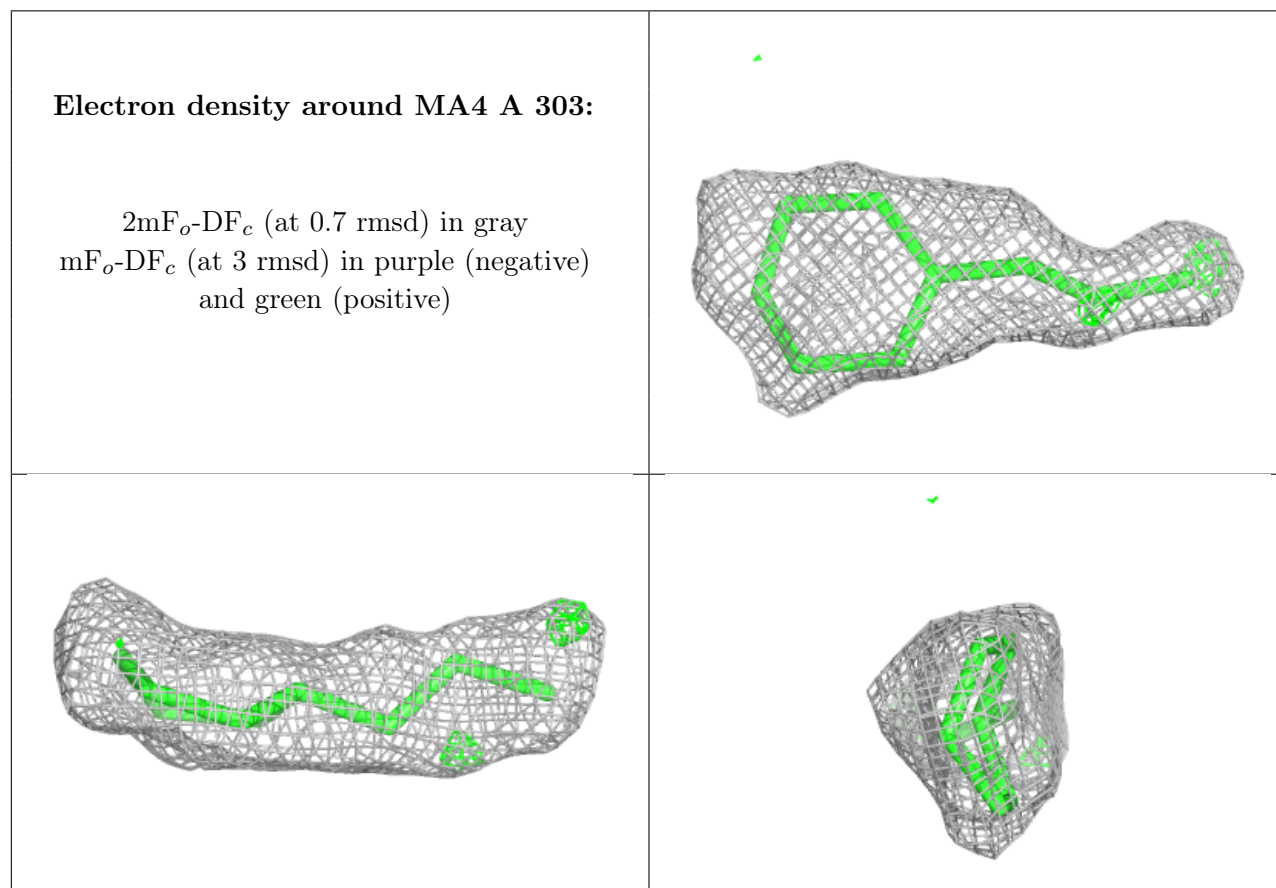 Electron density around MA4 A 303:
2mFo-DFc (at 0.7 rmsd) in gray
mFo-DFc (at 3 rmsd) in purple (negative)
and green (positive)